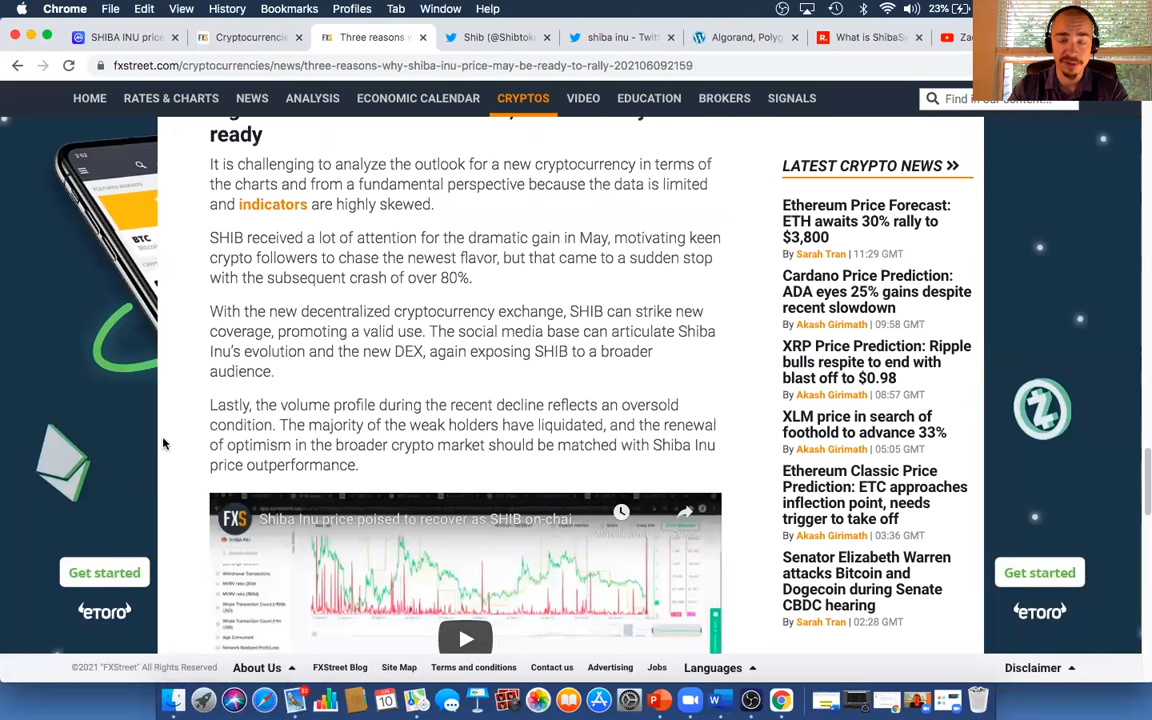 Chrome File Edit View History Bookmarks Profiles Tab Window Help 23%
SHIBA INU price
Cryptocurrencie
Three reasons
Shib (@Shibtok
shiba inu - Twitt
Algorand, Polyg
What is ShibaSw
Za
fxstreet.com/cryptocurrencies/news/three-reasons-why-shiba-inu-price-may-be-ready-to-rally-202106092159
HOME RATES & CHARTS NEWS ANALYSIS ECONOMIC CALENDAR CRYPTOS VIDEO EDUCATION BROKERS SIGNALS
Find in our content...
ready
It is challenging to analyze the outlook for a new cryptocurrency in terms of
the charts and from a fundamental perspective because the data is limited
and indicators are highly skewed.
SHIB received a lot of attention for the dramatic gain in May, motivating keen
crypto followers to chase the newest flavor, but that came to a sudden stop
with the subsequent crash of over 80%.
With the new decentralized cryptocurrency exchange, SHIB can strike new
coverage, promoting a valid use. The social media base can articulate Shiba
Inu's evolution and the new DEX, again exposing SHIB to a broader
audience.
Lastly, the volume profile during the recent decline reflects an oversold
condition. The majority of the weak holders have liquidated, and the renewal
of optimism in the broader crypto market should be matched with Shiba Inu
price outperformance.
FXS
Shiba Inu price poised to recover as SHIB on-chai...
LATEST CRYPTO NEWS >>
Ethereum Price Forecast:
ETH awaits 30% rally to
$3,800
By Sarah Tran | 11:29 GMT
Cardano Price Prediction:
ADA eyes 25% gains despite
recent slowdown
By Akash Girimath | 09:58 GMT
XRP Price Prediction: Ripple
bulls respite to end with
blast off to $0.98
By Akash Girimath | 08:57 GMT
XLM price in search of
foothold to advance 33%
By Akash Girimath | 05:05 GMT
Ethereum Classic Price
Prediction: ETC approaches
inflection point, needs
trigger to take off
By Akash Girimath | 03:36 GMT
Senator Elizabeth Warren
attacks Bitcoin and
Dogecoin during Senate
CBDC hearing
By Sarah Tran | 02:28 GMT
BTC
Get started
etoro
Get started
etoro
©2021 "FXStreet" All Rights Reserved About Us FXStreet Blog Site Map Terms and conditions Contact us Advertising Jobs Languages Disclaimer